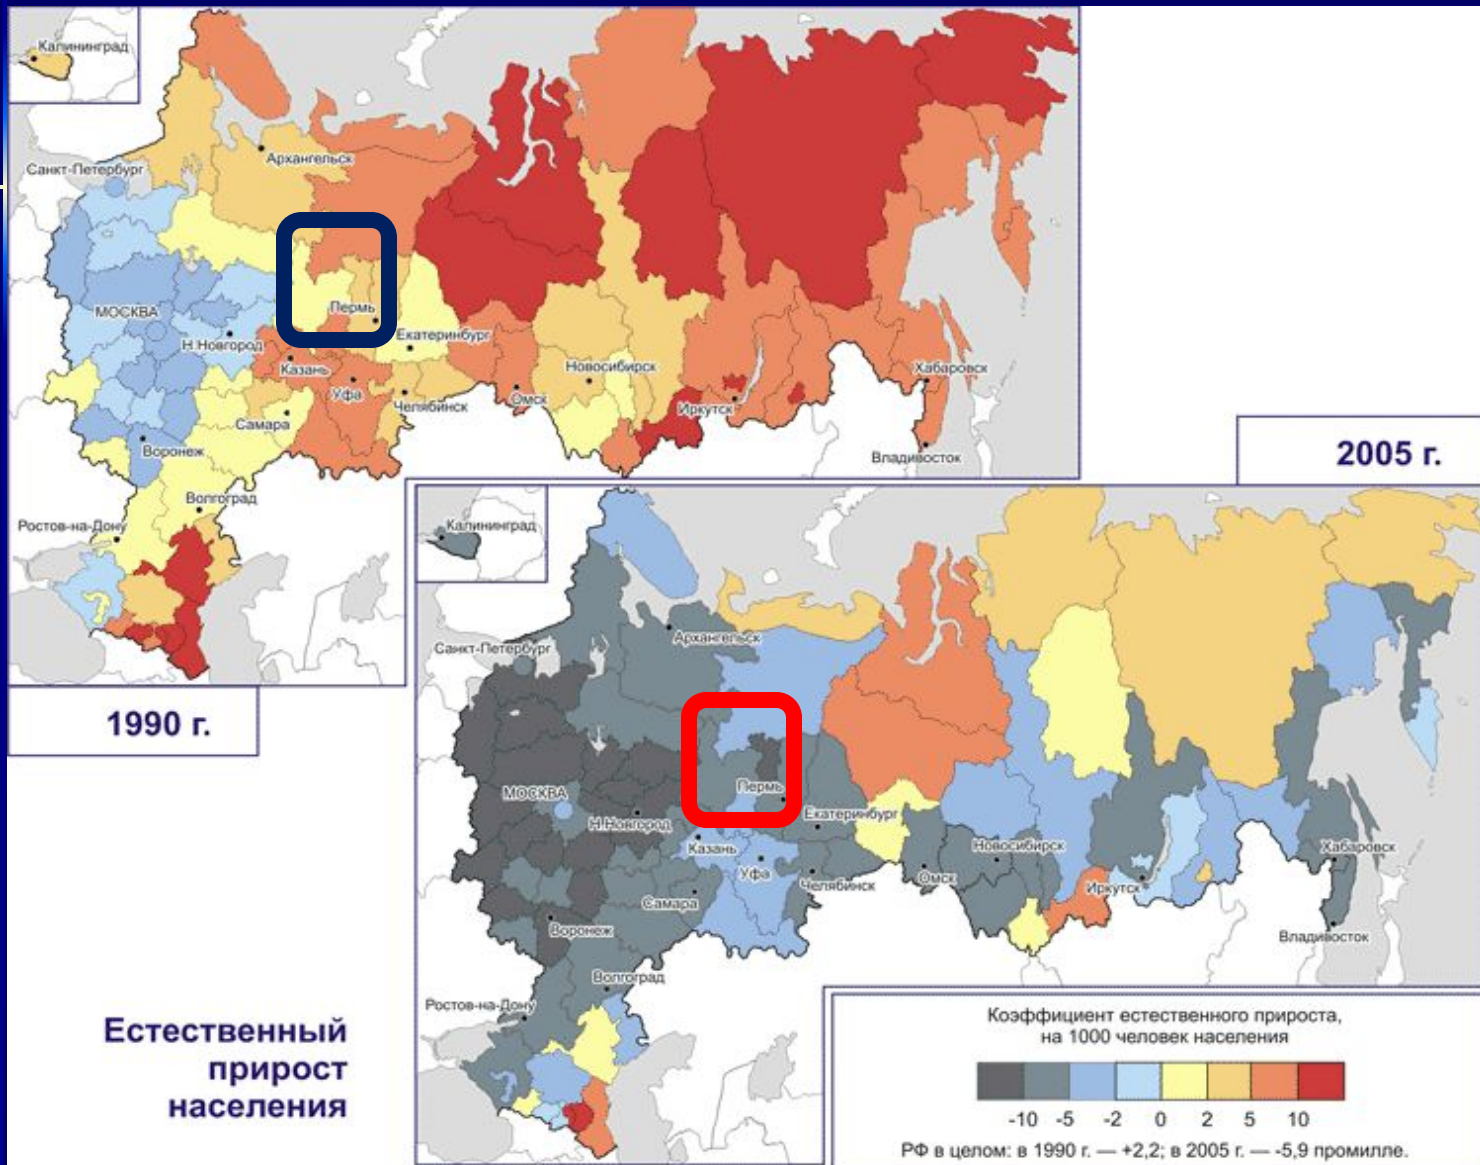 Калининград
Архангельск
Санкт-Петербург
МОСКВА
Пермь
Н.Новгород
Екатеринбург
Казань
Уфа
Челябинск
Самара
Омск
Новосибирск
Иркутск
Хабаровск
Владивосток
Воронеж
Волгоград
Ростов-на-Дону
1990 г.
2005 г.
Калининград
Архангельск
Санкт-Петербург
МОСКВА
Пермь
Н.Новгород
Екатеринбург
Казань
Уфа
Челябинск
Самара
Омск
Новосибирск
Иркутск
Хабаровск
Владивосток
Воронеж
Волгоград
Ростов-на-Дону
Естественный
прирост
населения
Коэффициент естественного прироста,
на 1000 человек населения
-10 -5 -2 0 2 5 10
РФ в целом: в 1990 г. — +2,2; в 2005 г. — -5,9 промилле.